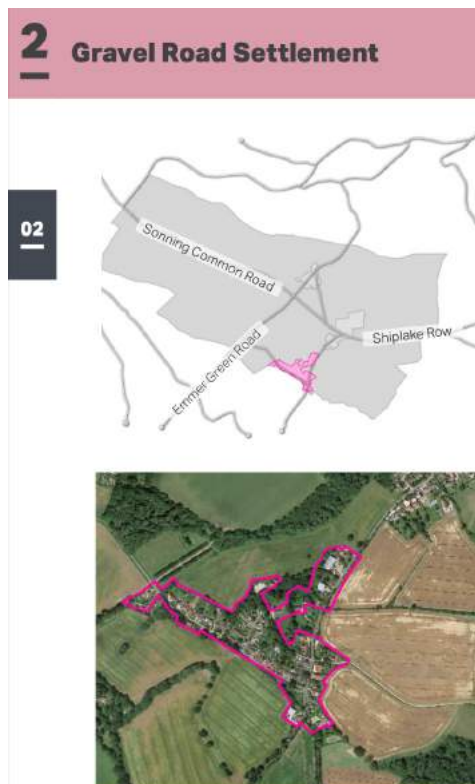 2 Gravel Road Settlement
02
Sonning Common Road
Shiplake Row
Emmer Green Road